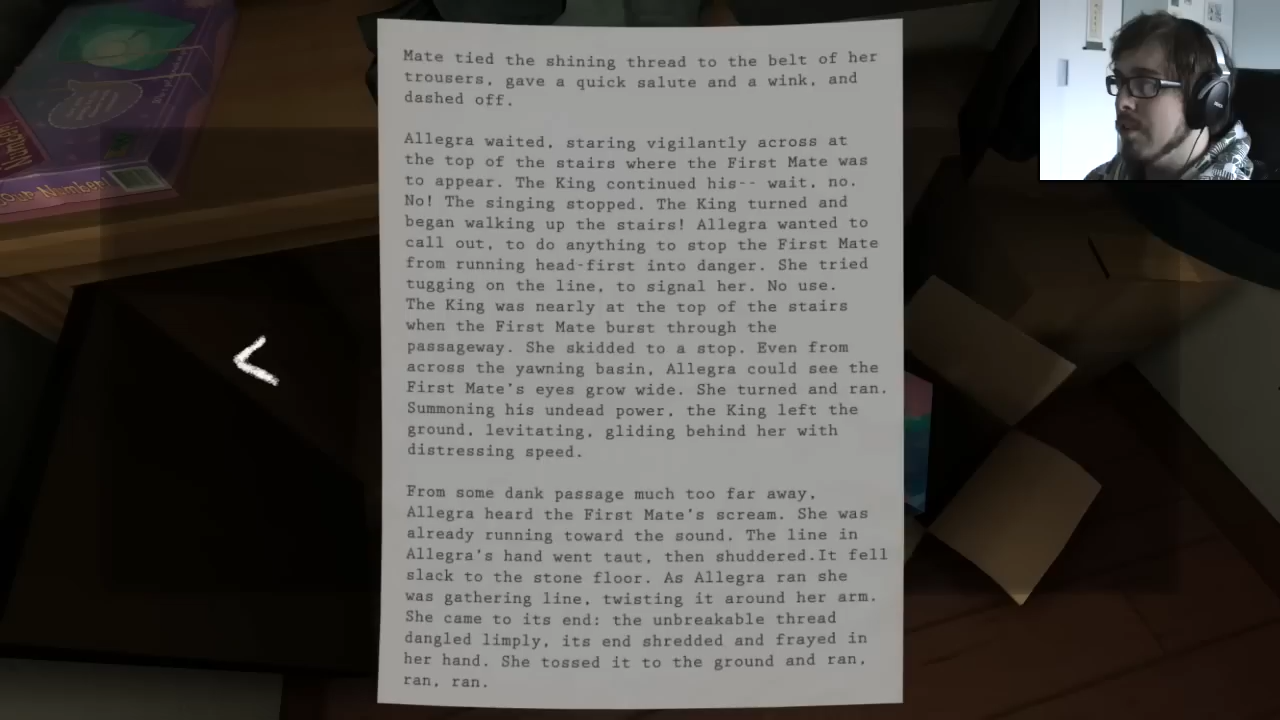 Mate tied the shining thread to the belt of her
trousers, gave a quick salute and a wink, and
dashed off.
Allegra waited, staring vigilantly across at
the top of the stairs where the First Mate was
to appear. The King continued his-- wait, no.
No! The singing stopped. The King turned and
began walking up the stairs! Allegra wanted to
call out, to do anything to stop the First Mate
from running head-first into danger. She tried
tugging on the line, to signal her. No use.
The King was nearly at the top of the stairs
when the First Mate burst through the
passageway. She skidded to a stop. Even from
across the yawning basin, Allegra could see the
First Mate's eyes grow wide. She turned and ran.
Summoning his undead power, the King left the
ground, levitating, gliding behind her with
distressing speed.
From some dank passage much too far away,
Allegra heard the First Mate's scream. She was
already running toward the sound. The line in
Allegra's hand went taut, then shuddered.It fell
slack to the stone floor. As Allegra ran she
was gathering line, twisting it around her arm.
She came to its end: the unbreakable thread
dangled limply, its end shredded and frayed in
her hand. She tossed it to the ground and ran,
ran, ran.